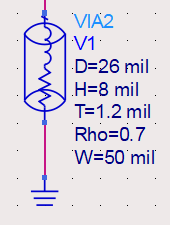 VIA2
V1
D=26 mil
H=8 mil
T=1.2 mil
Rho=0.7
W=50 mil